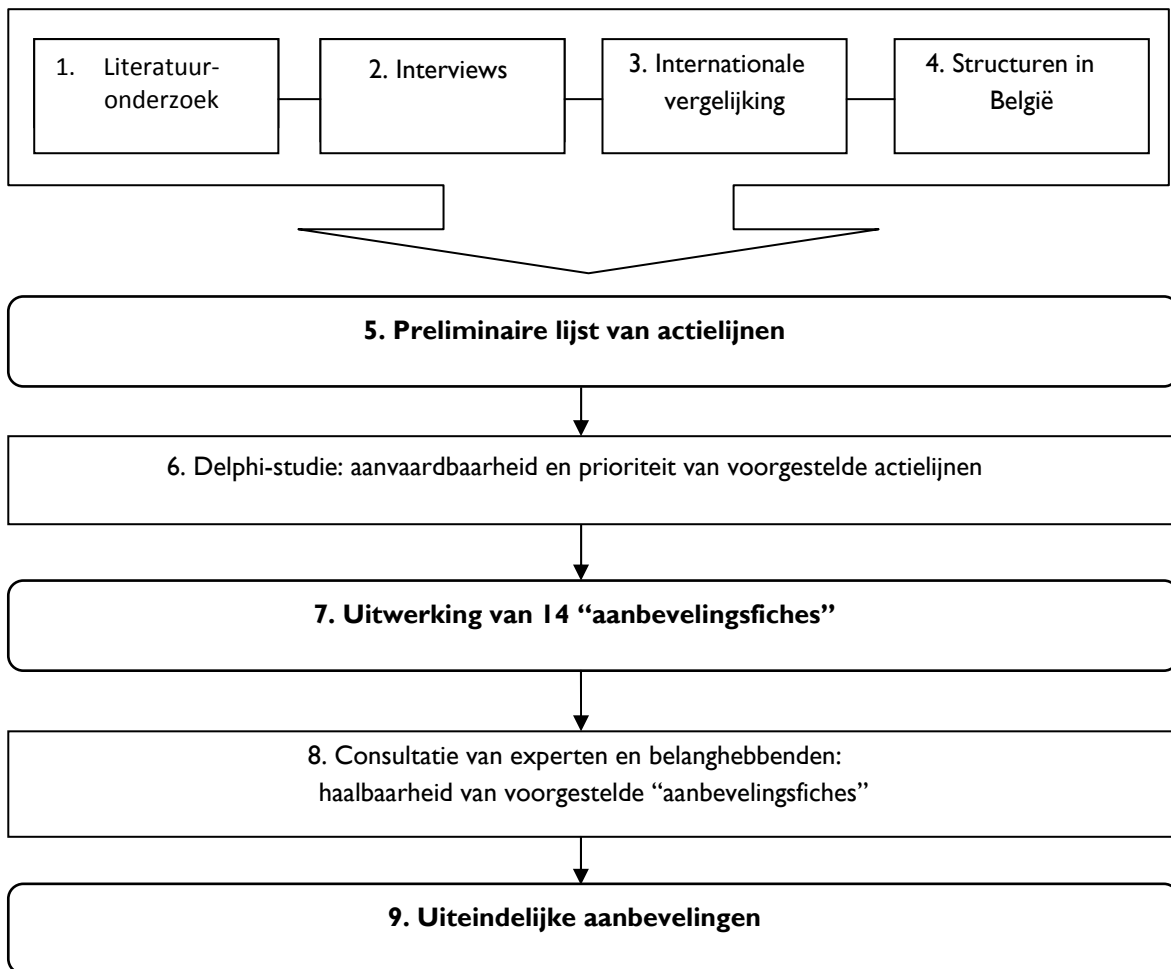 1. Literatuur-
onderzoek
2. Interviews
3. Internationale
vergelijking
4. Structuren in
België
5. Preliminaire lijst van actielijnen
6. Delphi-studie: aanvaardbaarheid en prioriteit van voorgestelde actielijnen
7. Uitwerking van 14 “aanbevelingsfiches”
8. Consultatie van experten en belanghebbenden:
haalbaarheid van voorgestelde “aanbevelingsfiches”
9. Uiteindelijke aanbevelingen